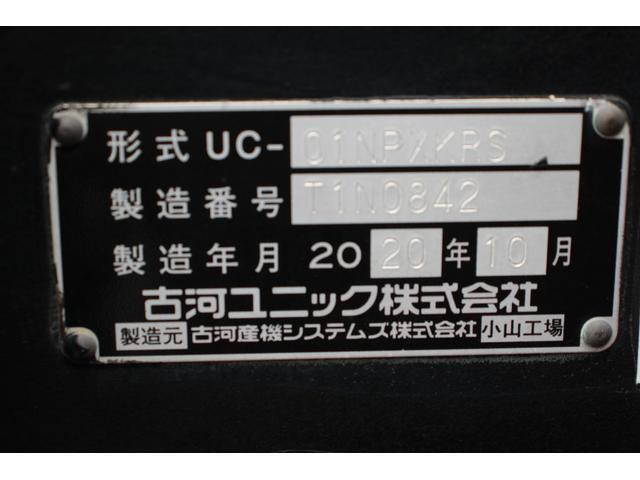 形式 UC-01NPXKRS
製造番号 T1N0842
製造年月 2020年10月
古河ユニック株式会社
製造元 古河産機システムズ株式会社 小山工場